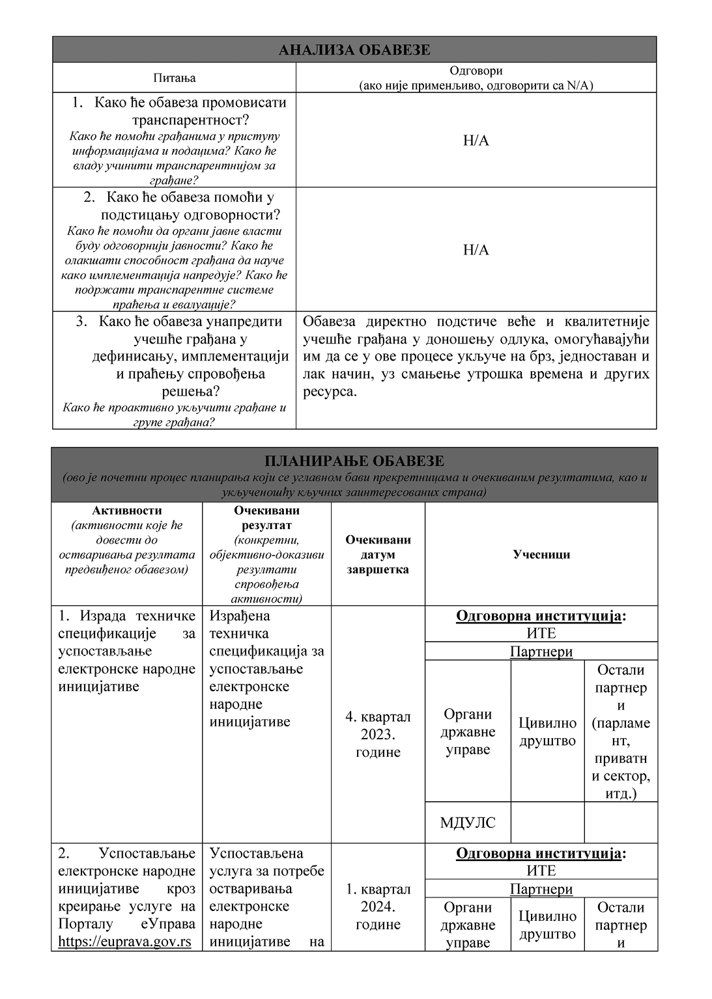 АНАЛИЗА ОБАВЕЗЕ
Питања
Одговори
(ако није применљиво, одговорити са N/A)
1. Како ће обавеза промовисати
транспарентност?
Како ће помоћи грађанима у приступу
информацијама и подацима? Како ће
владу учинити транспарентнијом за
грађане?
Н/А
2. Како ће обавеза помоћи у
подстицању одговорности?
Како ће помоћи да органи јавне власти
буду одговорнији јавности? Како ће
олакшати способност грађана да науче
како имплементација напредује? Како ће
подржати транспарентне системе
праћења и евалуације?
Н/А
3. Како ће обавеза унапредити
учешће грађана у
дефинисању, имплементацији
и праћењу спровођења
решења?
Како ће проактивно укључити грађане и
групе грађана?
Обавеза директно подстиче веће и квалитетније
учешће грађана у доношењу одлука, омогућавајући
им да се у ове процесе укључе на брз, једноставан и
лак начин, уз смањење утрошка времена и других
ресурса.
ПЛАНИРАЊЕ ОБАВЕЗЕ
(ово је почетни процес планирања који се углавном бави прекретницама и очекиваним резултатима, као и
укљученошћу кључних заинтересованих страна)
Активности
(активности које ће
довести до
остваривања резултата
предвиђеног обавезом)
Очекивани
резултат
(конкретни,
објективно-доказиви
резултати
спровођења
активности)
Очекивани
датум
завршетка
Учесници
1. Израда техничке
спецификације за
успостављање
електронске народне
иницијативе
Израђена
техничка
спецификација за
успостављање
електронске
народне
иницијативе
4. квартал
2023.
године
Одговорна институција:
ИТЕ
Партнери
Органи
државне
управе
Цивилно
друштво
Остали
партнер
и
(парламе
нт,
приватн
и сектор,
итд.)
МДУЛС
2. Успостављање
електронске народне
иницијативе кроз
креирање услуге на
Порталу еУправа
https://euprava.gov.rs
Успостављена
услуга за потребе
остваривања
електронске
народне
иницијативе на
1. квартал
2024.
године
Одговорна институција:
ИТЕ
Партнери
Органи
државне
управе
Цивилно
друштво
Остали
партнер
и